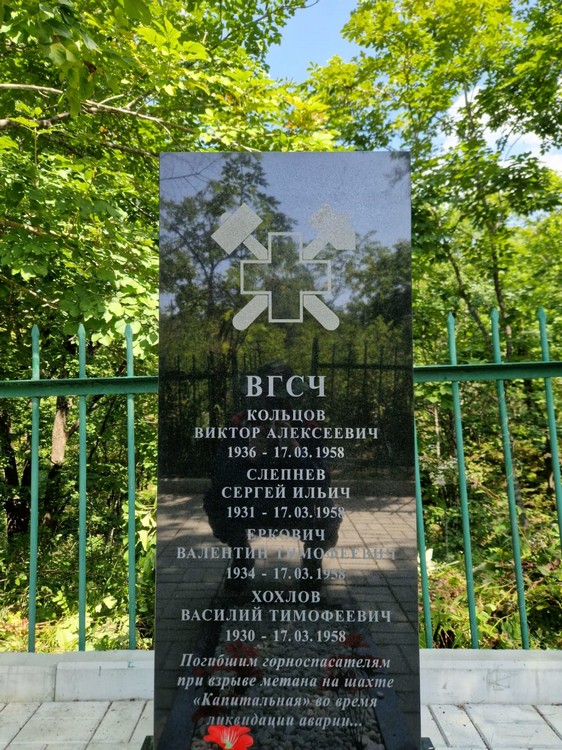 ВГСЧ
КОЛЬЦОВ
ВИКТОР АЛЕКСЕЕВИЧ
1936 - 17.03.1958
СЛЕПНЕВ
СЕРГЕЙ ИЛЬИЧ
1931 - 17.03.1958
ЕРКОВИЧ
ВАЛЕНТИН ТИМОФЕЕВИЧ
1934 - 17.03.1958
ХОХЛОВ
ВАСИЛИЙ ТИМОФЕЕВИЧ
1930 - 17.03.1958
Погибшим горноспасателям
при взрыве метана на шахте
«Капитальная» во время
ликвидации аварии...